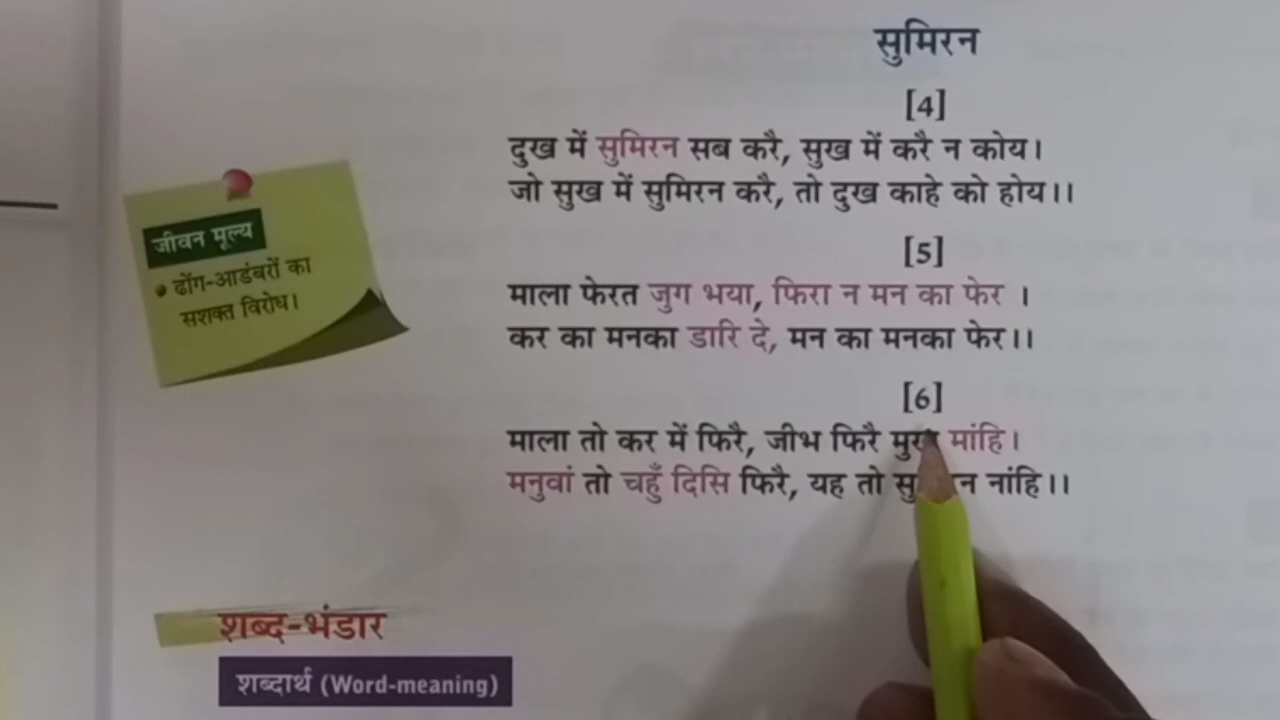 सुमिरन
[4]
दुख में सुमिरन सब करै, सुख में करै न कोय।
जो सुख में सुमिरन करै, तो दुख काहे को होय।।
[5]
माला फेरत जुग भया, फिरा न मन का फेर ।
कर का मनका डारि दे, मन का मनका फेर।।
[6]
माला तो कर में फिरै, जीभ फिरै मांहि।
मनुवां तो चहुँ दिसि फिरै, यह तो नांहि।।
जीवन मूल्य
• ढोंग-आडंबरों का
सशक्त विरोध।
शब्द-भंडार
शब्दार्थ (Word-meaning)